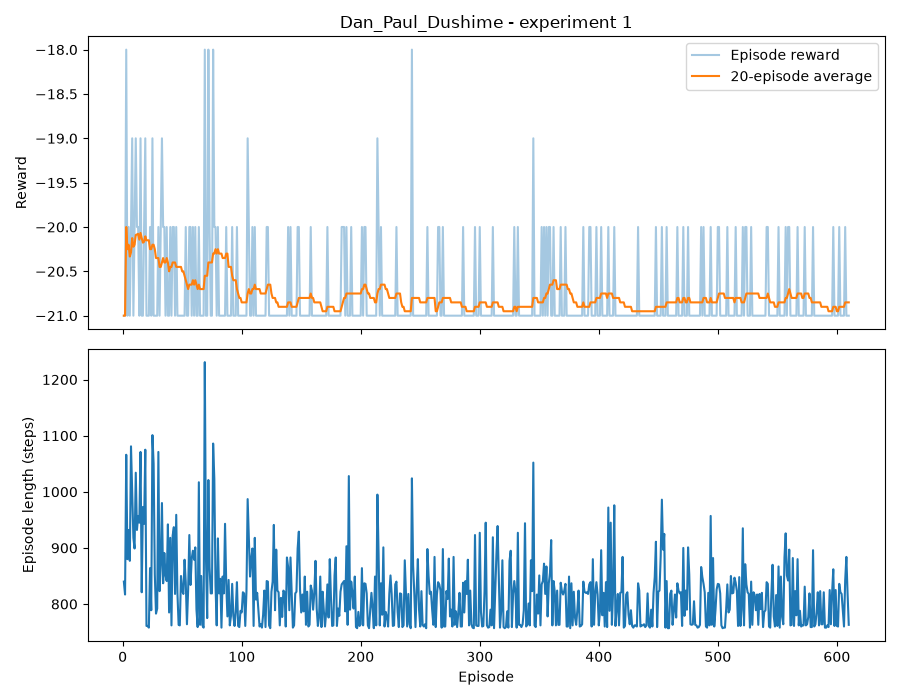 Dan_Paul_Dushime - experiment 1
Episode reward
20-episode average
Reward
−18.0
−18.5
−19.0
−19.5
−20.0
−20.5
−21.0
Episode length (steps)
1200
1100
1000
900
800
0 100 200 300 400 500 600
Episode